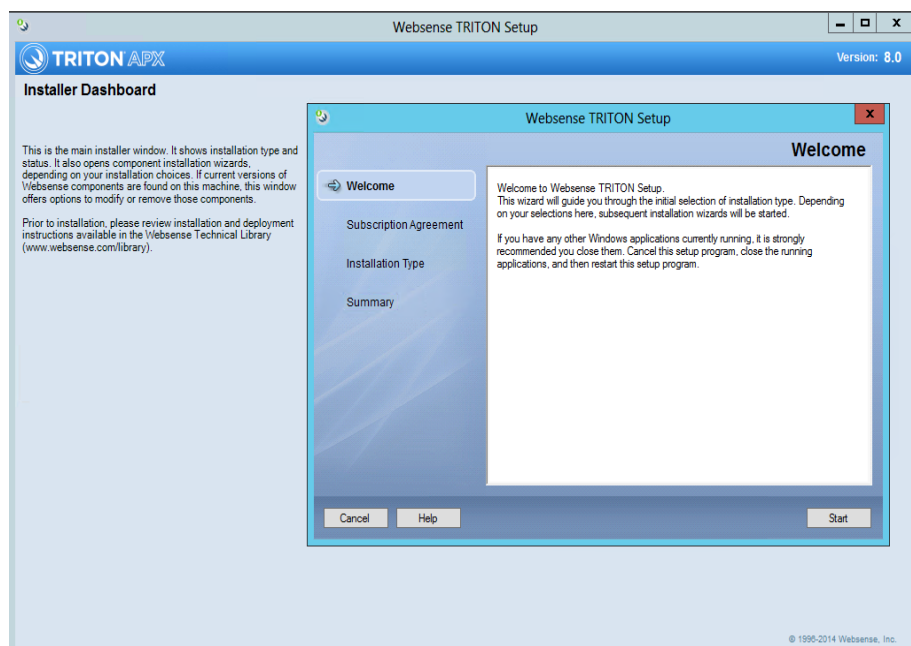 Websense TRITON Setup
TRITON APX
Version: 8.0
Installer Dashboard
This is the main installer window. It shows installation type and
status. It also opens component installation wizards,
depending on your installation choices. If current versions of
Websense components are found on this machine, this window
offers options to modify or remove those components.
Prior to installation, please review installation and deployment
instructions available in the Websense Technical Library
(www.websense.com/library).
Websense TRITON Setup
x
Welcome
Welcome
Subscription Agreement
Installation Type
Summary
Welcome to Websense TRITON Setup.
This wizard will guide you through the initial selection of installation type. Depending
on your selections here, subsequent installation wizards will be started.
If you have any other Windows applications currently running, it is strongly
recommended you close them. Cancel this setup program, close the running
applications, and then restart this setup program.
Cancel
Help
Start
© 1996-2014 Websense, Inc.